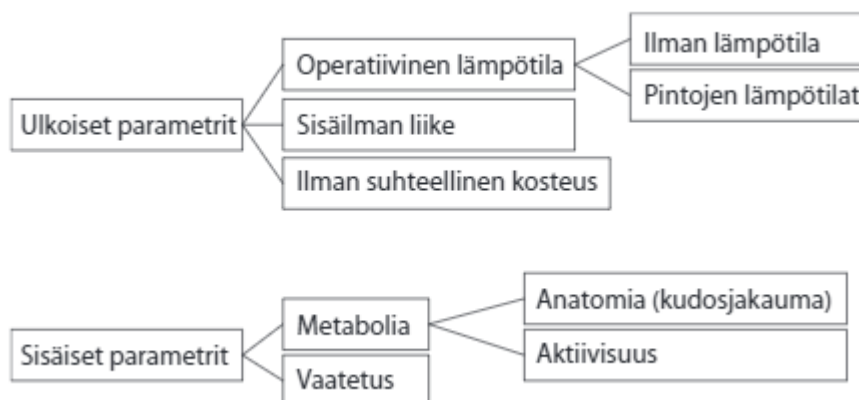 Ilman lämpötila
Operatiivinen lämpötila
Pintojen lämpötilat
Ulkoiset parametrit
Sisäilman liike
Ilman suhteellinen kosteus
Anatomia (kudosjakauma)
Metabolia
Sisäiset parametrit
Aktiivisuus
Vaatetus